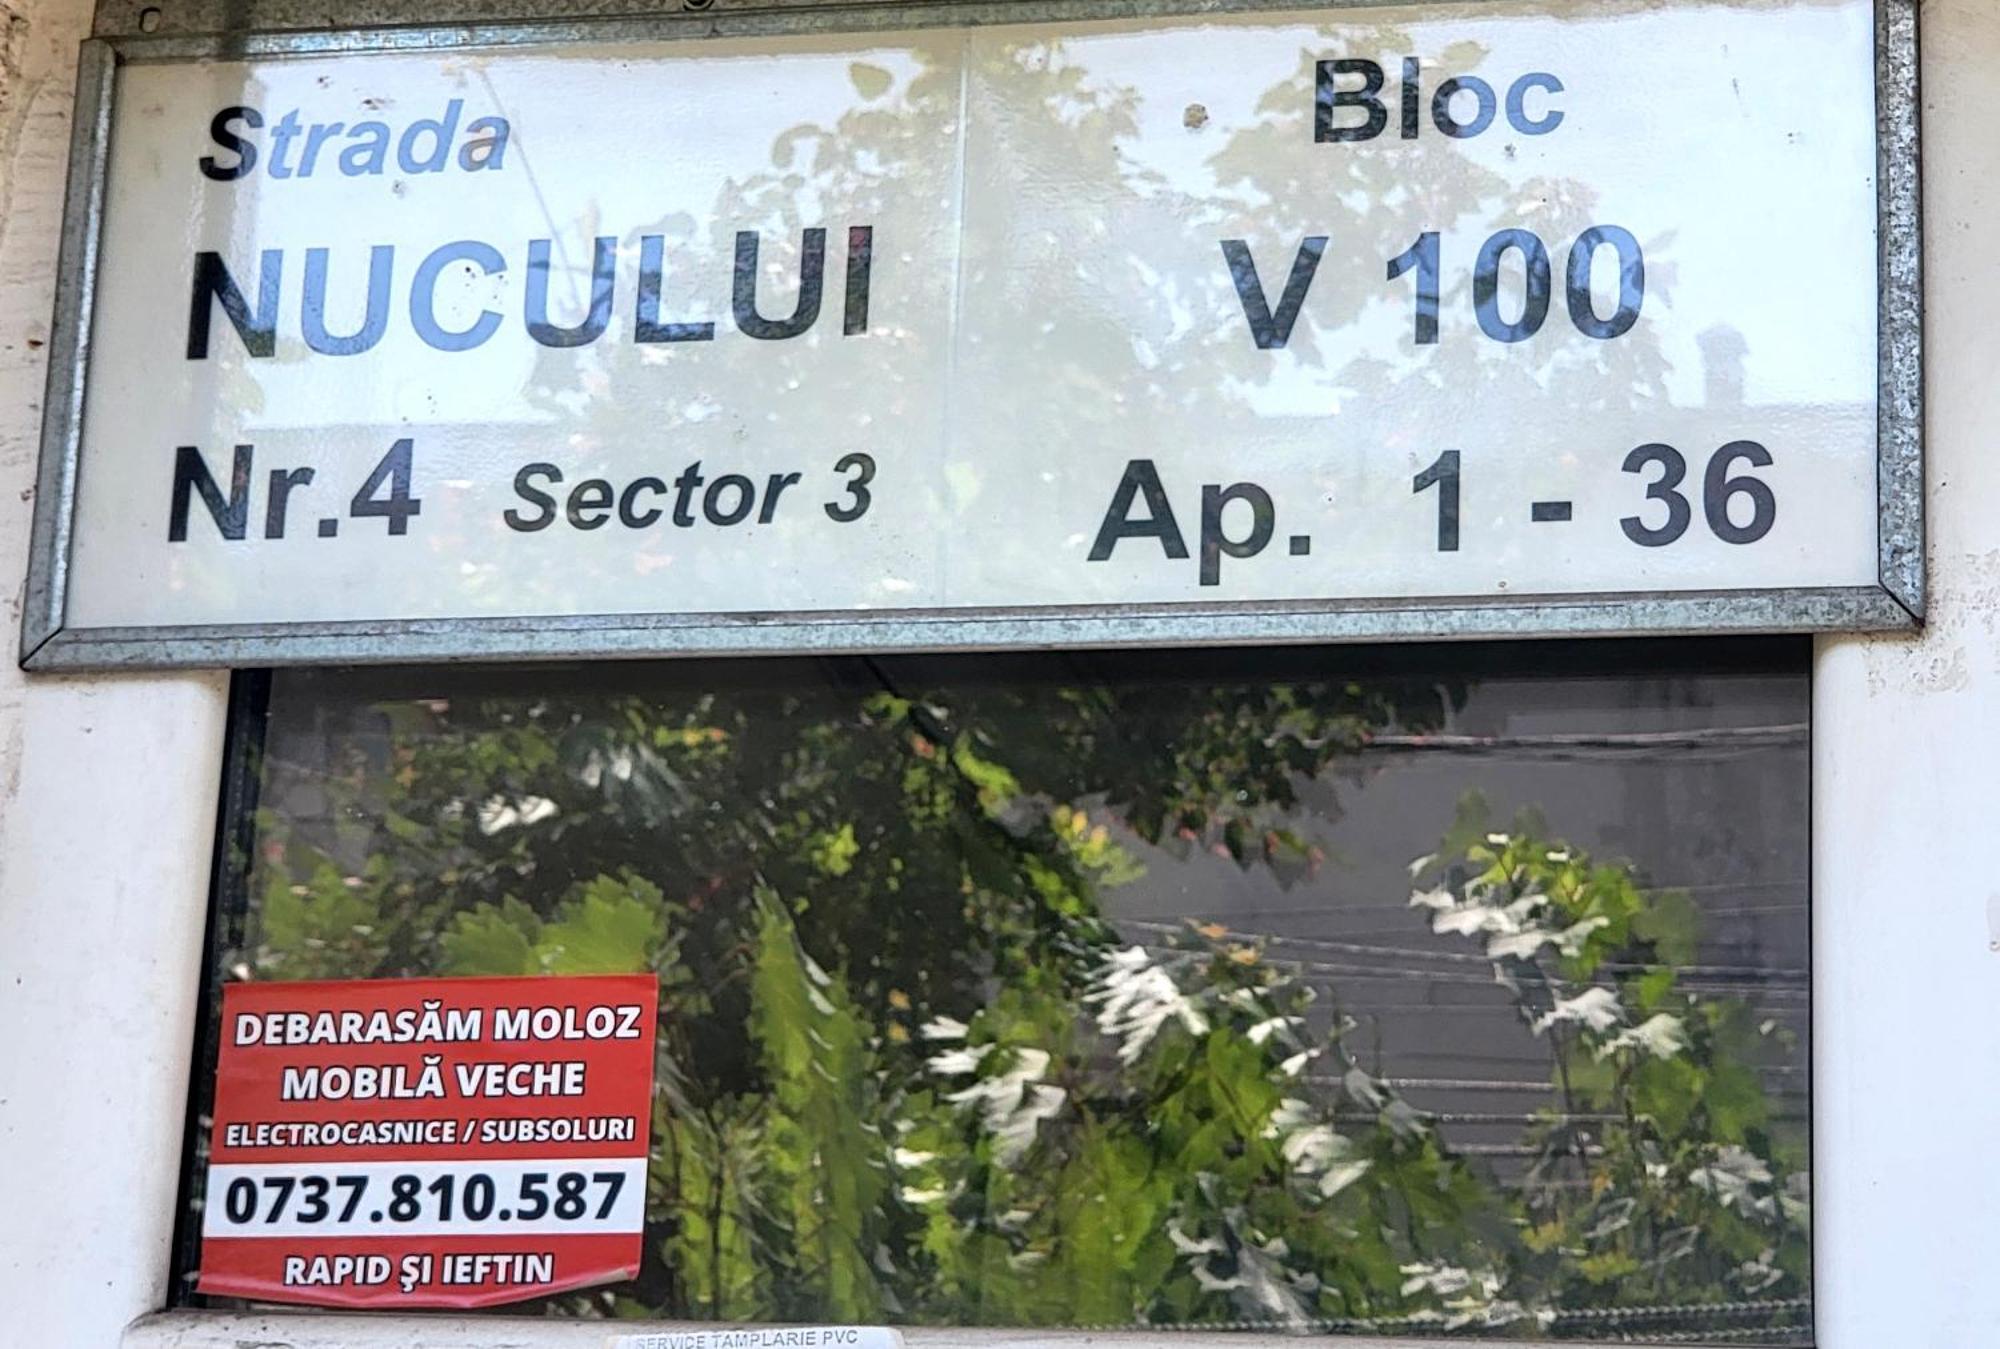 Strada
NUCULUI
Nr.4 Sector 3
Bloc
V 100
Ap. 1 - 36
DEBARASĂM MOLOZ
MOBILĂ VECHE
ELECTROCASNICE / SUBSOLURI
0737.810.587
RAPID ŞI IEFTIN
SERVICE TAMPLARIE PVC